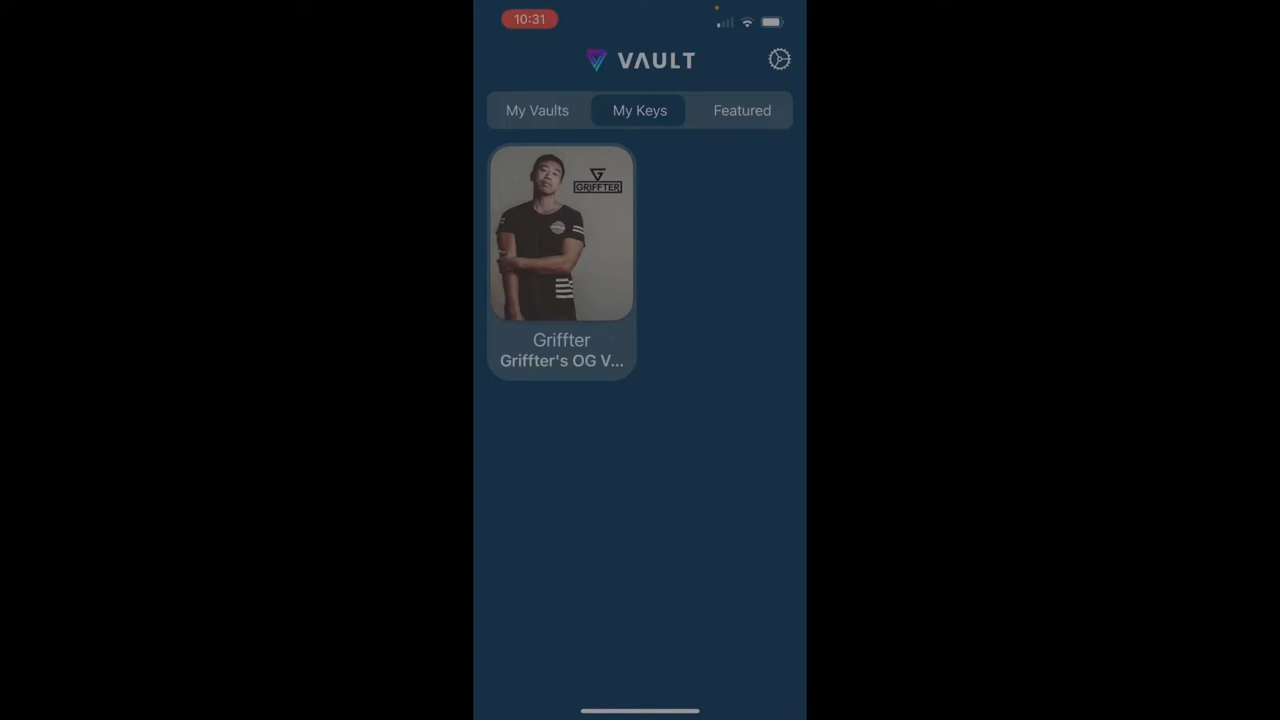 10:31
VAULT
My Vaults
My Keys
Featured
GRIFFTER
Griffter
Griffter's OG V...